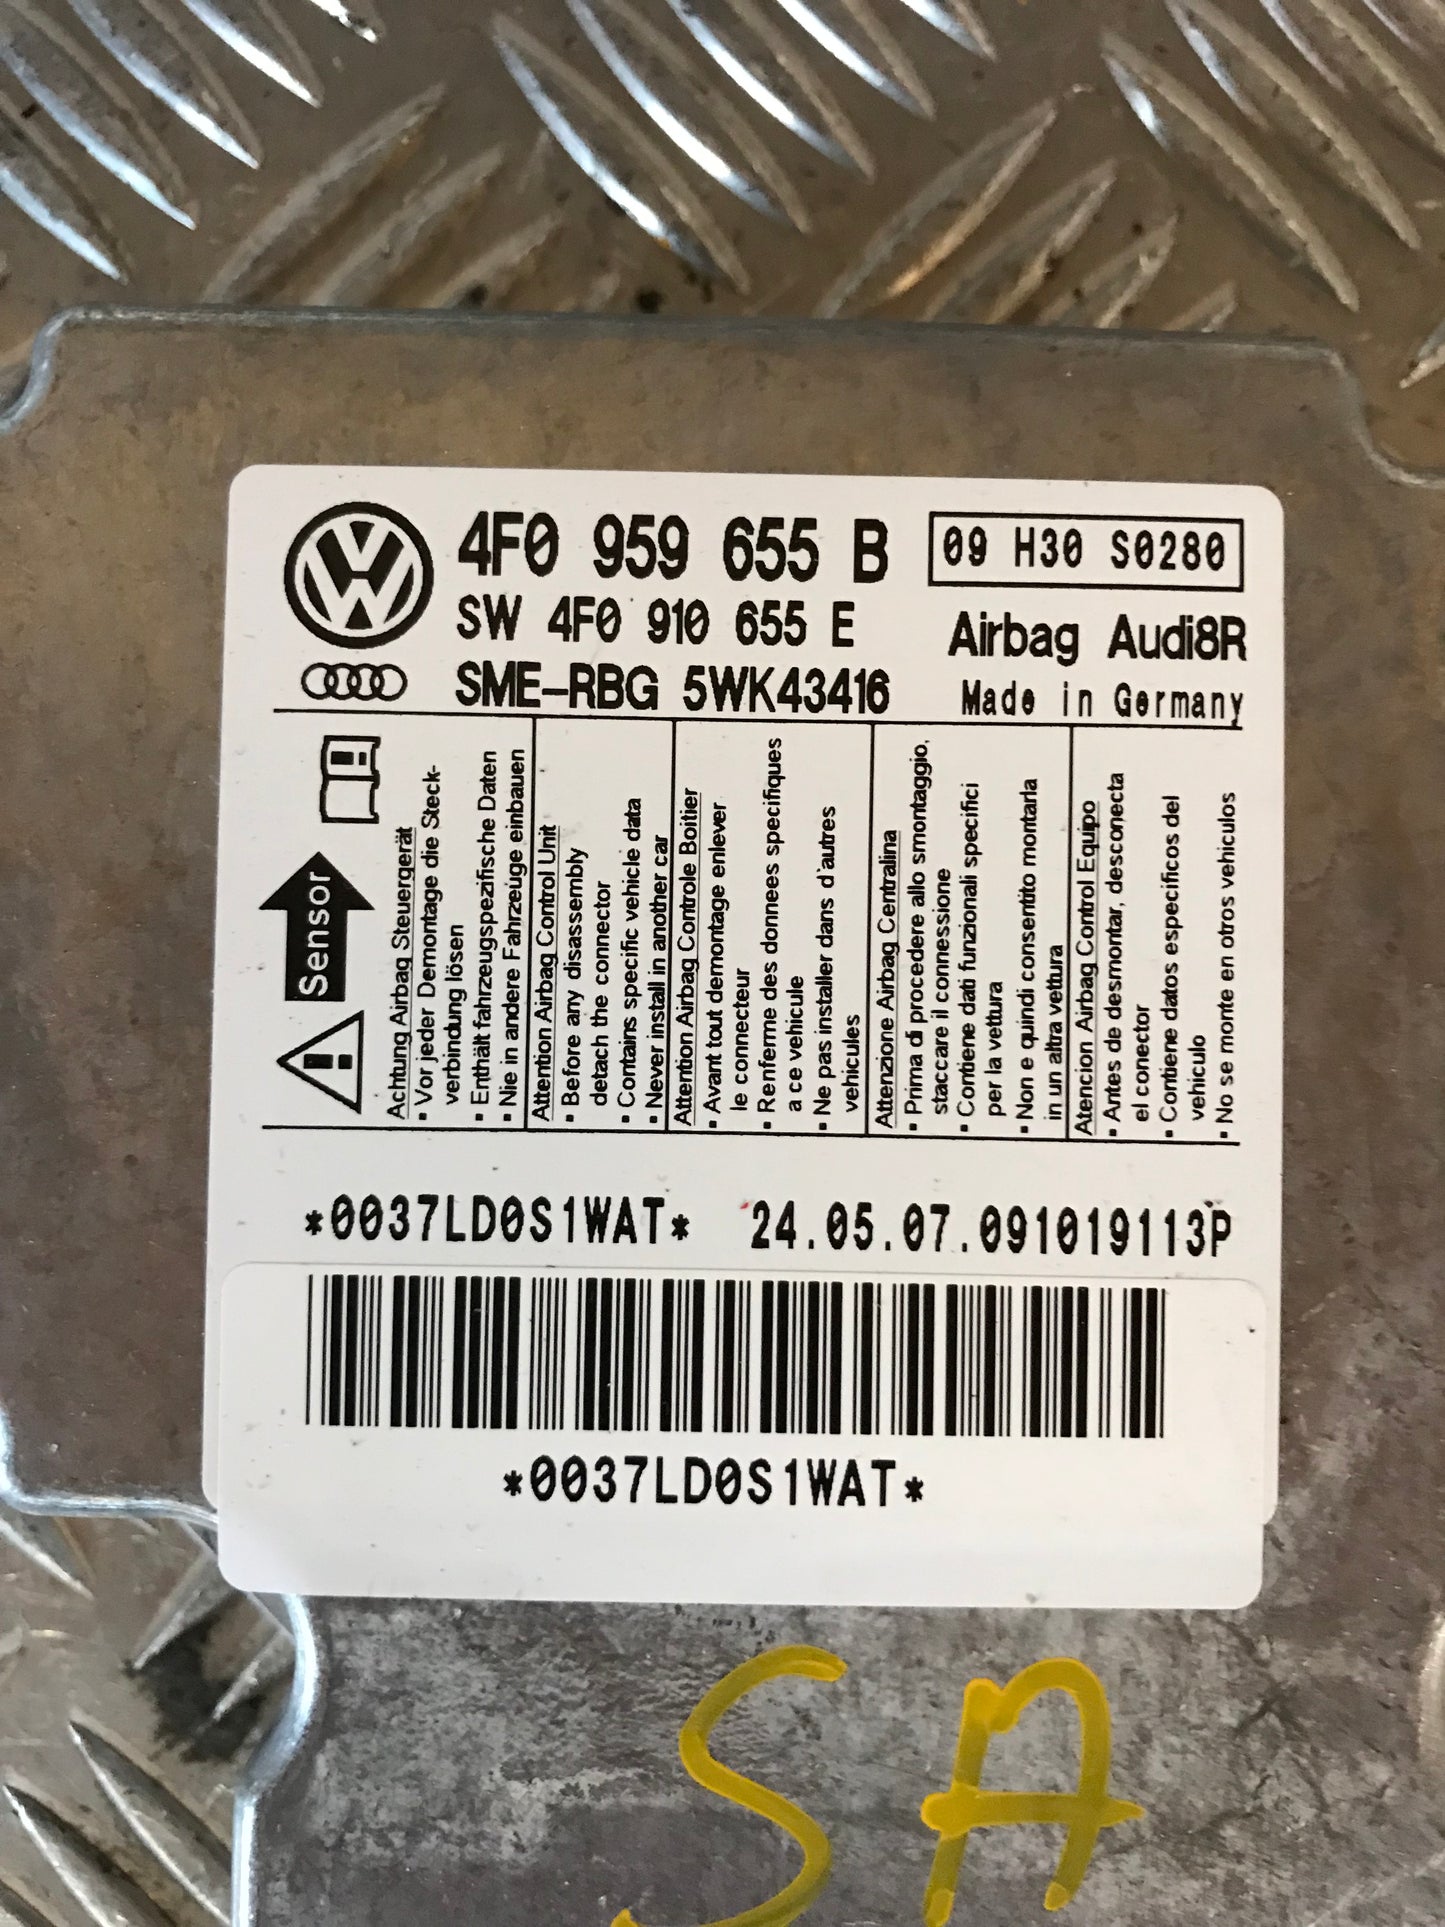 4F0 959 655 B
09 H30 S0280
SW 4F0 910 655 E
Airbag Audi8R
SME-RBG 5WK43416
Made in Germany
Sensor
Achtung Airbag Steuergerät
▪ Vor jeder Demontage die Steck-
verbindung lösen
▪ Enthält fahrzeugspezifische Daten
▪ Nie in andere Fahrzeuge einbauen
Attention Airbag Control Unit
▪ Before any disassembly
detach the connector
▪ Contains specific vehicle data
▪ Never install in another car
Attention Airbag Controle Boitier
▪ Avant tout demontage enlever
le connecteur
▪ Renferme des donnees specifiques
a ce vehicule
▪ Ne pas installer dans d'autres
vehicules
Attenzione Airbag Centralina
▪ Prima di procedere allo smontaggio,
staccare il connessione
▪ Contiene dati funzionali specifici
per la vettura
▪ Non e quindi consentito montarla
in un altra vettura
Atencion Airbag Control Equipo
▪ Antes de desmontar, desconecta
el conector
▪ Contiene datos especificos del
vehiculo
▪ No se monte en otros vehiculos
*0037LD0S1WAT* 24.05.07.091019113P
*0037LD0S1WAT*
SA